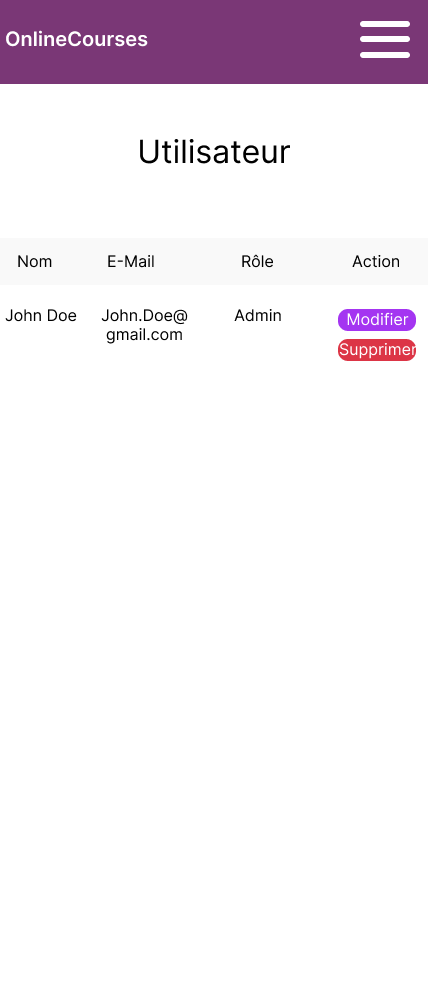 OnlineCourses
Utilisateur
Nom E-Mail Rôle Action
John Doe John.Doe@ Admin Modifier
gmail.com
Supprimer